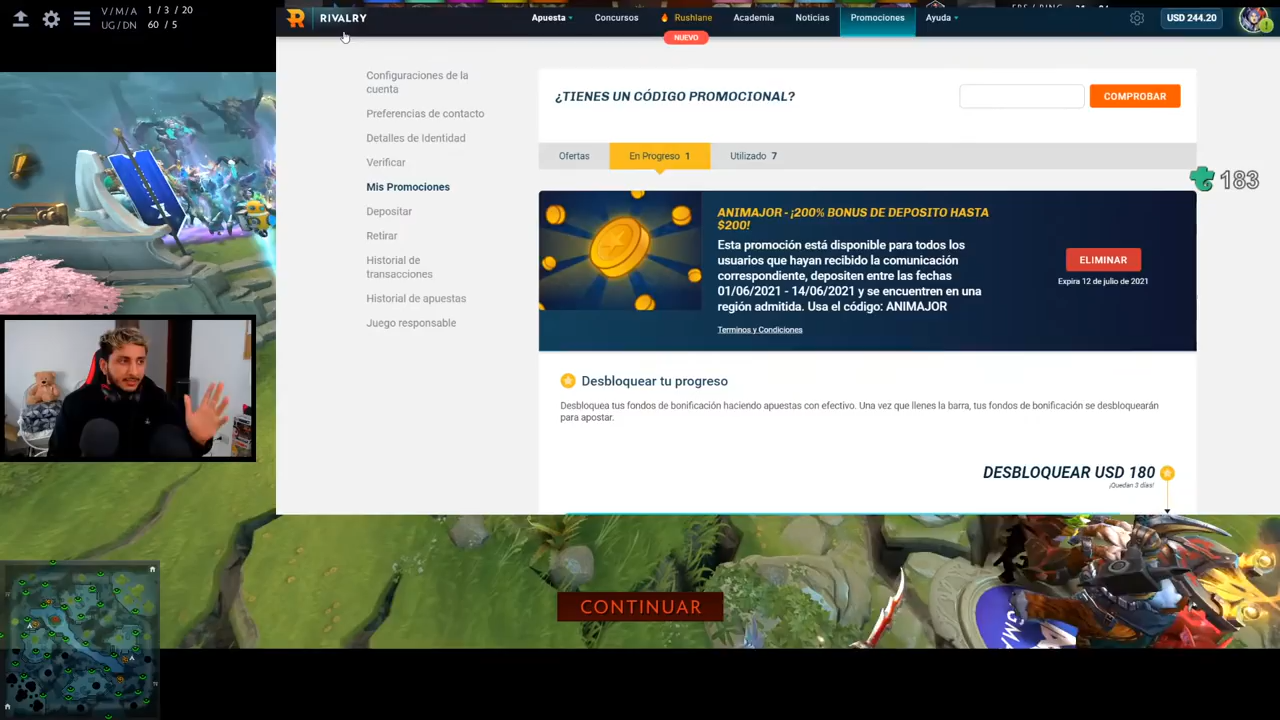 V / M / A 1 / 3 / 20
UG / DN 60 / 5
RIVALRY
Apuesta
Concursos
Rushlane
NUEVO
Academia
Noticias
Promociones
Ayuda
USD 244.20
Configuraciones de la
cuenta
Preferencias de contacto
Detalles de Identidad
Verificar
Mis Promociones
Depositar
Retirar
Historial de
transacciones
Historial de apuestas
Juego responsable
¿TIENES UN CÓDIGO PROMOCIONAL?
COMPROBAR
Ofertas
En Progreso 1
Utilizado 7
183
ANIMAJOR - ¡200% BONUS DE DEPOSITO HASTA
$200!
Esta promoción está disponible para todos los
usuarios que hayan recibido la comunicación
correspondiente, depositen entre las fechas
01/06/2021 - 14/06/2021 y se encuentren en una
región admitida. Usa el código: ANIMAJOR
Terminos y Condiciones
ELIMINAR
Expira 12 de julio de 2021
Desbloquear tu progreso
Desbloquea tus fondos de bonificación haciendo apuestas con efectivo. Una vez que llenes la barra, tus fondos de bonificación se desbloquearán
para apostar.
DESBLOQUEAR USD 180
¡Quedan 3 días!
CONTINUAR